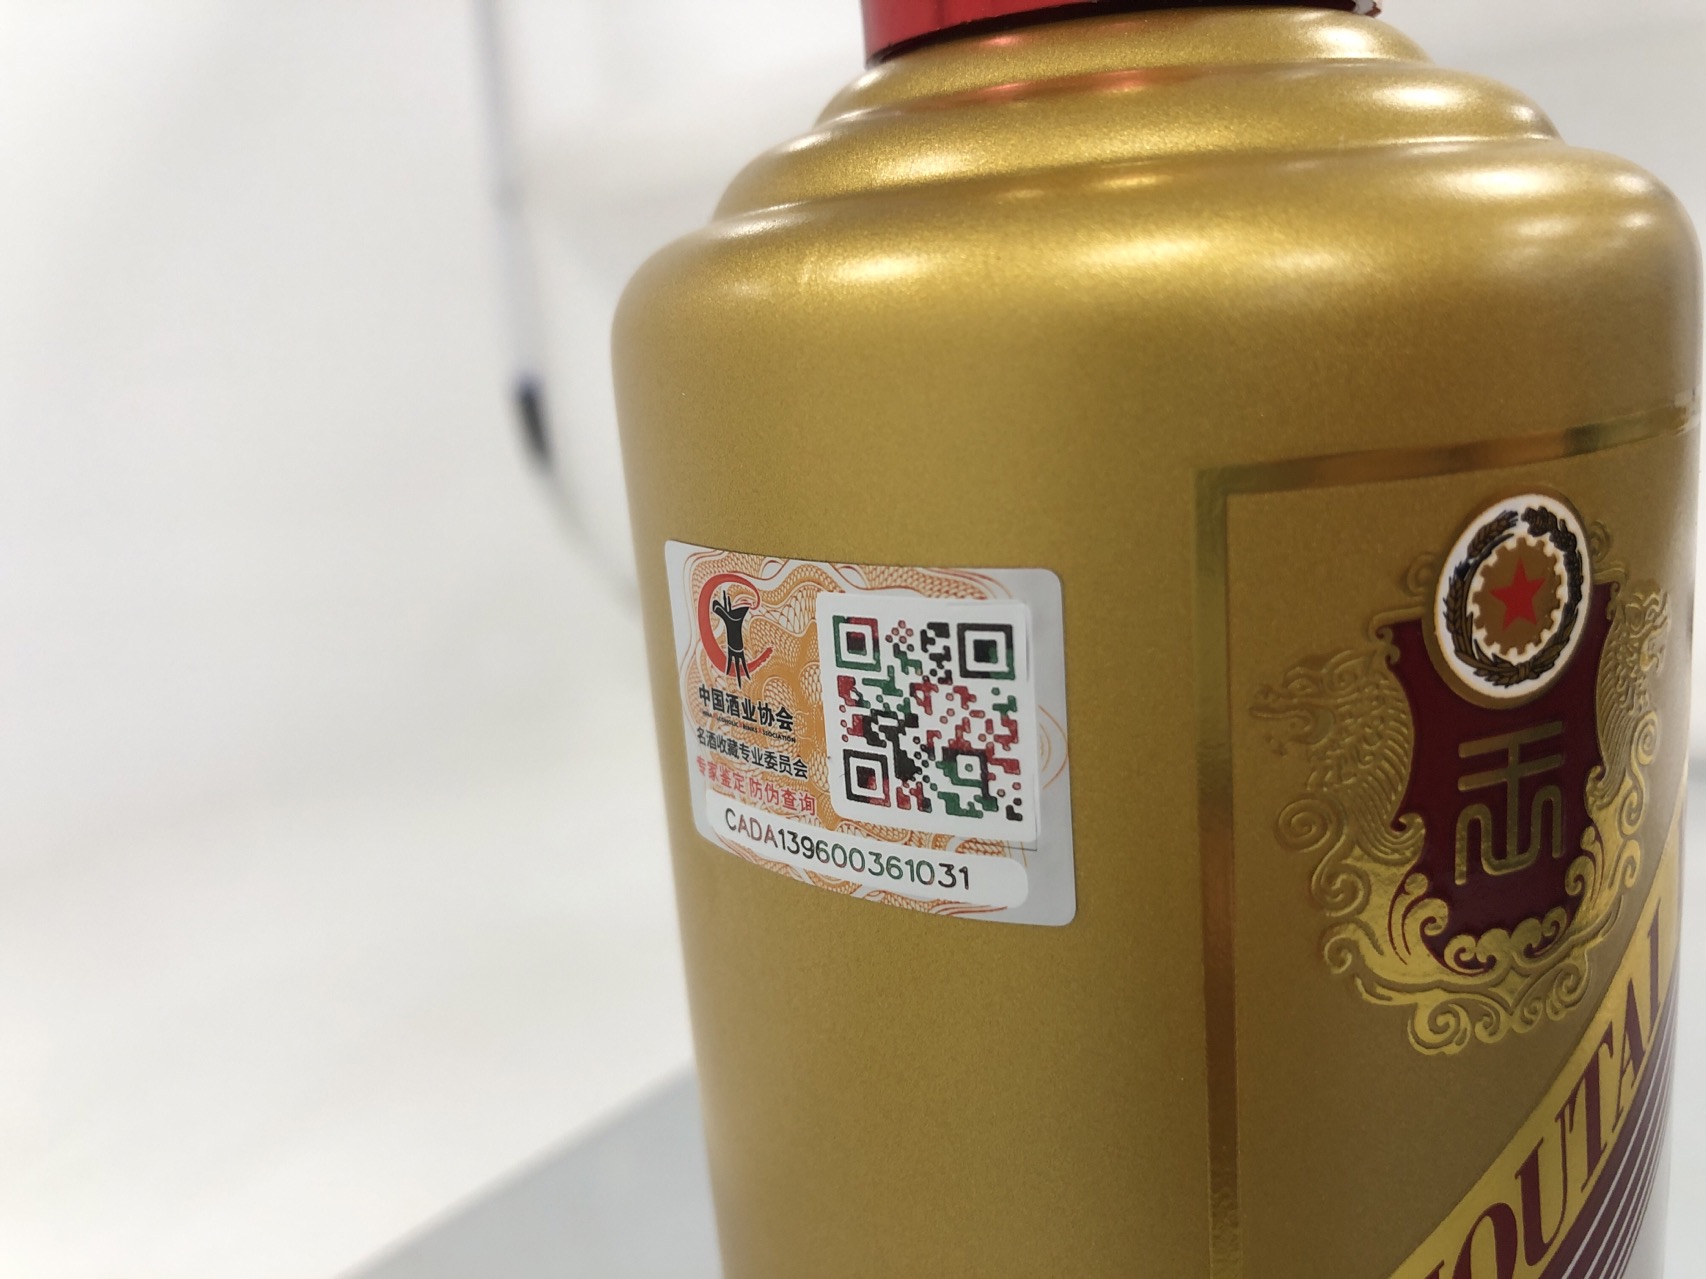 中国酒业协会
名酒收藏专业委员会
专家鉴定 防伪查询
CADA139600361031
OUTAI